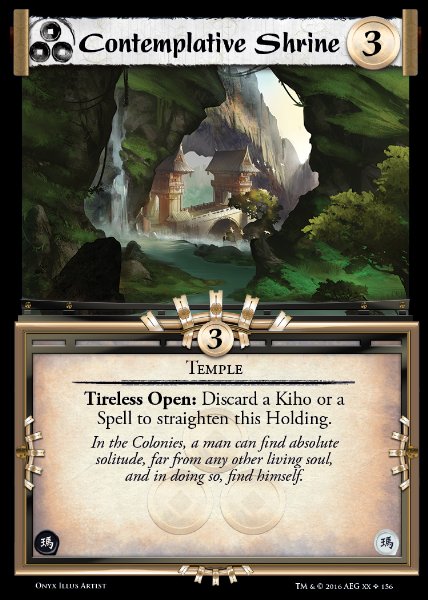 Contemplative Shrine 3
3
Temple
Tireless Open: Discard a Kiho or a
Spell to straighten this Holding.
In the Colonies, a man can find absolute
solitude, far from any other living soul,
and in doing so, find himself.
瑪 瑪
Onyx Illus Artist TM & © 2016 AEG XX ❖ 156